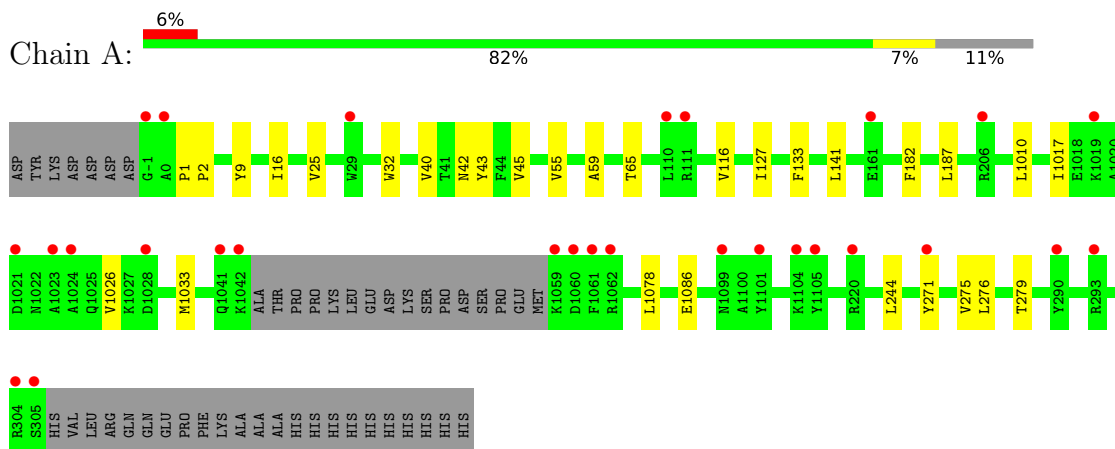 6%
Chain A:
82% 7% 11%
ASP TYR LYS ASP ASP ASP ASP G-1 A0 P1 P2 Y9 I16 V25 W29 W32 V40 T41 N42 Y43 F44 V45 V55 A59 T65 L110 R111 V116 I127 F133 L141 E161 F182 L187 R206 L1010 I1017 E1018 K1019 A1020
D1021 N1022 A1023 A1024 Q1025 V1026 K1027 D1028 M1033 Q1041 K1042 ALA THR PRO PRO LYS LEU GLU ASP LYS SER PRO ASP SER PRO GLU MET K1059 D1060 F1061 R1062 L1078 E1086 N1099 A1100 Y1101 K1104 Y1105 R220 L244 Y271 V275 L276 T279 Y290 R293
R304 S305 HIS VAL LEU ARG GLN GLN GLU PRO PHE LYS ALA ALA ALA HIS HIS HIS HIS HIS HIS HIS HIS HIS HIS